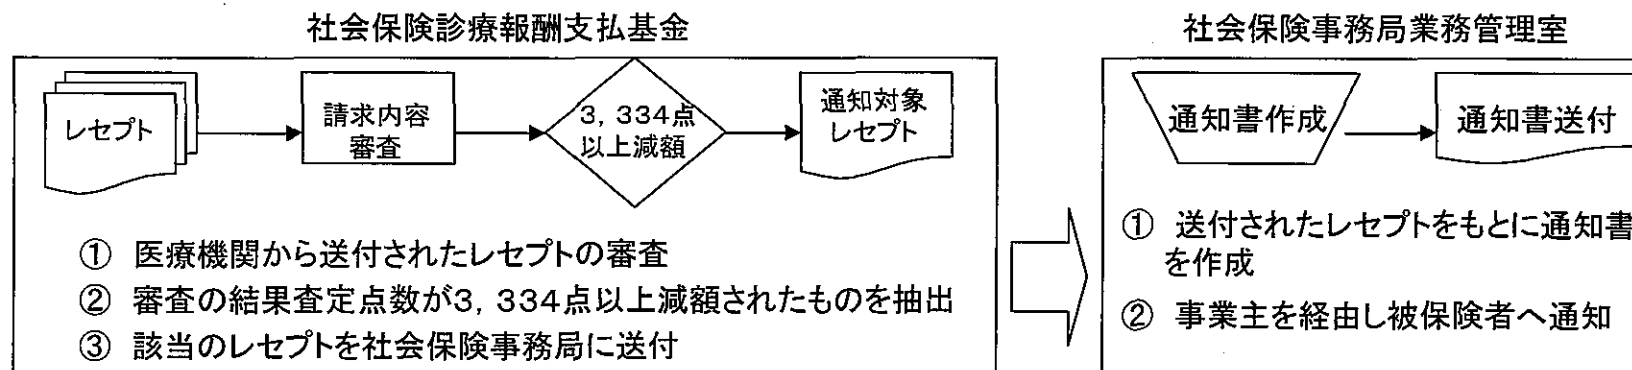 社会保険診療報酬支払基金
レセプト
請求内容
審査
3，334点
以上減額
通知対象
レセプト
① 医療機関から送付されたレセプトの審査
② 審査の結果査定点数が3，334点以上減額されたものを抽出
③ 該当のレセプトを社会保険事務局に送付
社会保険事務局業務管理室
通知書作成
通知書送付
① 送付されたレセプトをもとに通知書
を作成
② 事業主を経由し被保険者へ通知